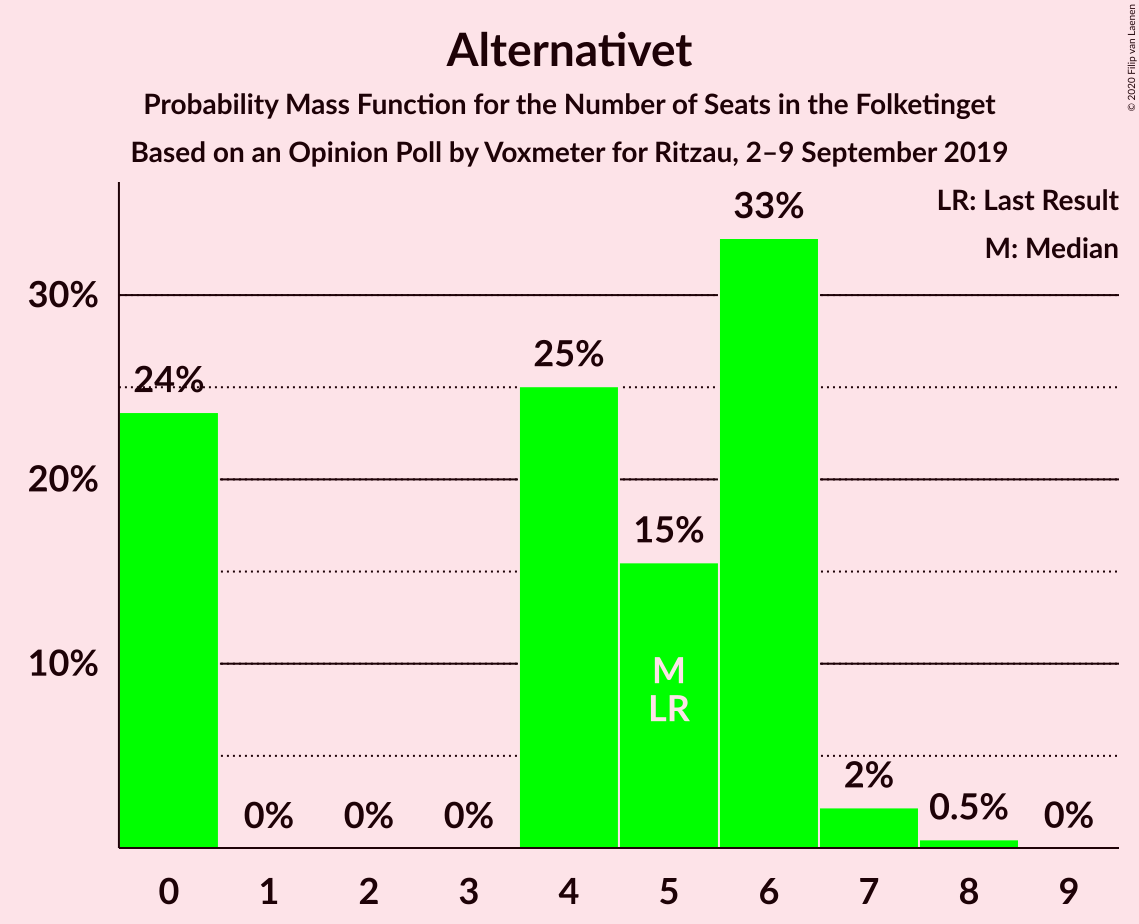 Alternativet
Probability Mass Function for the Number of Seats in the Folketinget
Based on an Opinion Poll by Voxmeter for Ritzau, 2–9 September 2019
© 2020 Filip van Laenen
LR: Last Result
M: Median
30%
20%
10%
24%
0%
0%
0%
25%
15%
33%
2%
0.5%
0%
M
LR
0 1 2 3 4 5 6 7 8 9